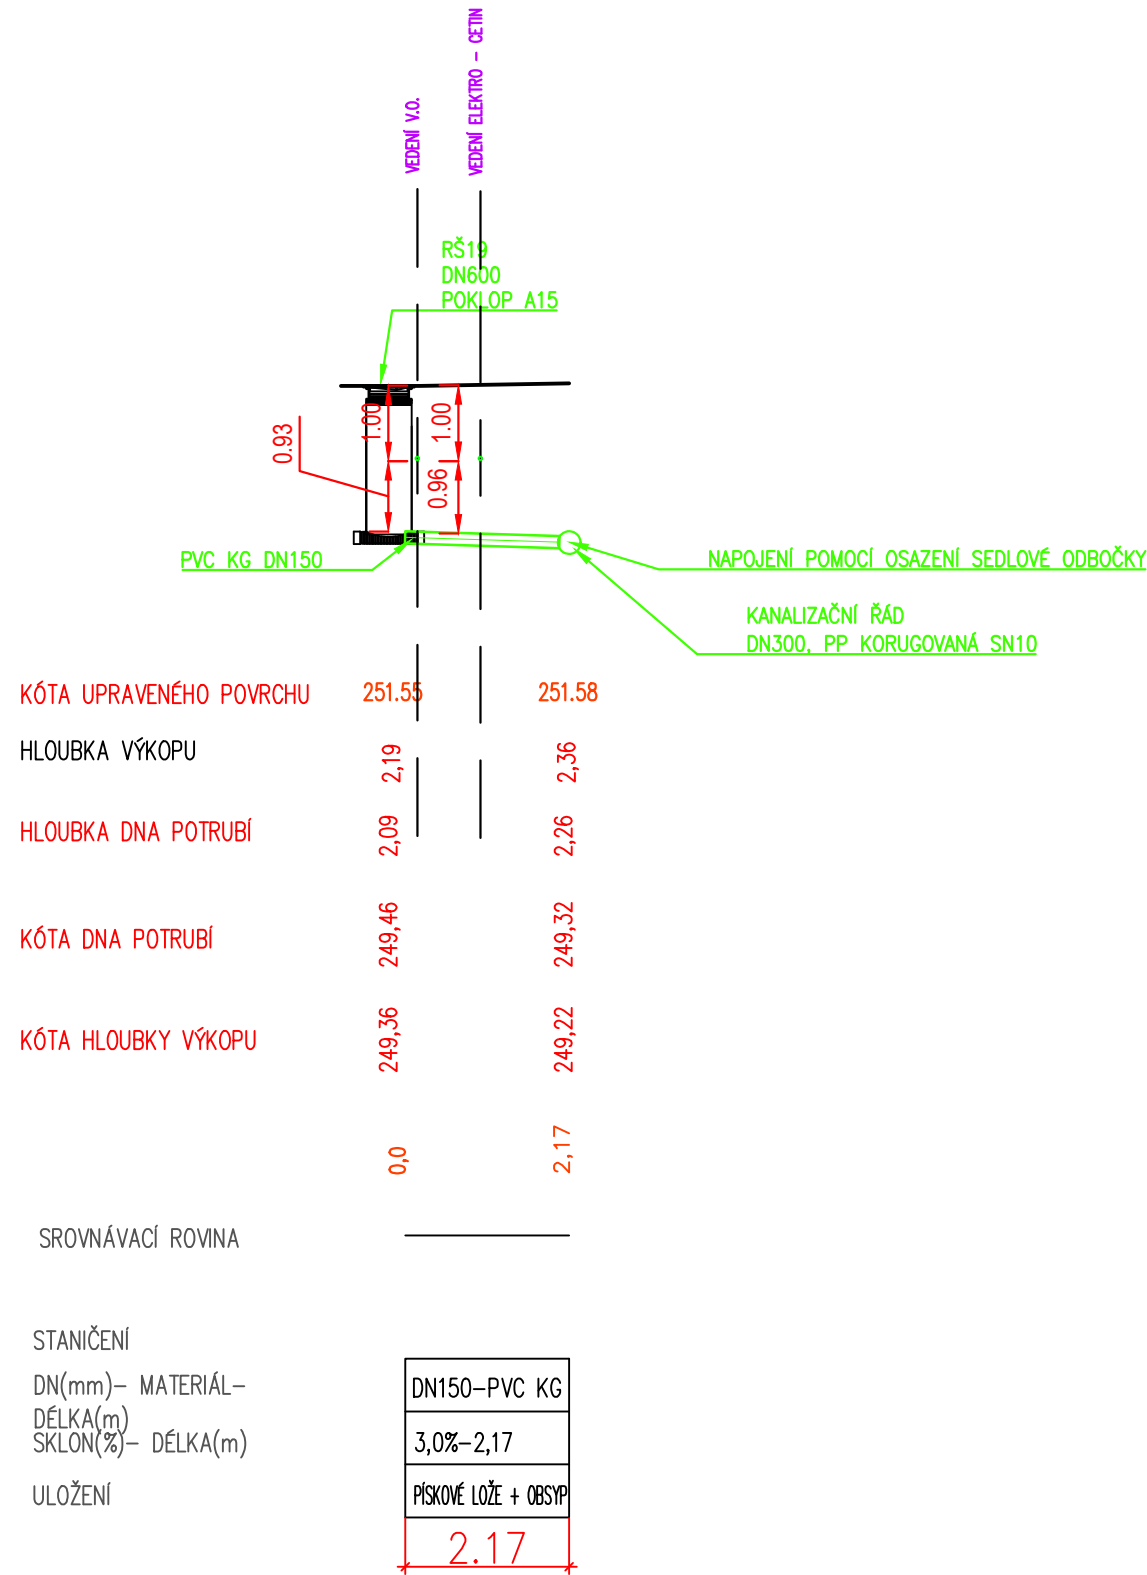 VEDENÍ V.O.
VEDENÍ ELEKTRO - CETIN
RŠ19
DN600
POKLOP A15
1.00
1.00
0.93
0.96
PVC KG DN150
NAPOJENÍ POMOCÍ OSAZENÍ SEDLOVÉ ODBOČKY
KANALIZAČNÍ ŘÁD
DN300, PP KORUGOVANÁ SN10
KÓTA UPRAVENÉHO POVRCHU 251.55 251.58
HLOUBKA VÝKOPU 2,19 2,36
HLOUBKA DNA POTRUBÍ 2,09 2,26
KÓTA DNA POTRUBÍ 249,46 249,32
KÓTA HLOUBKY VÝKOPU 249,36 249,22
0,0 2,17
SROVNÁVACÍ ROVINA
STANIČENÍ
DN(mm)- MATERIÁL-
DÉLKA(m)
DN150-PVC KG
SKLON(%)- DÉLKA(m) 3,0%-2,17
ULOŽENÍ PÍSKOVÉ LOŽE + OBSYP
2.17